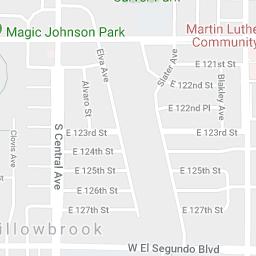 Magic Johnson Park
Martin Luthe
Community
Elva Ave
Slater Ave
E 121st St
E 122nd St
Alvaro St
Blakley Ave
E 122nd Pl
E 123rd St
E 123rd St
S Central Ave
Clovis Ave
E 124th St
E 125th St
E 125th St
E 126th St
E 127th St
E 127th St
illowbrook
W El Segundo Blvd